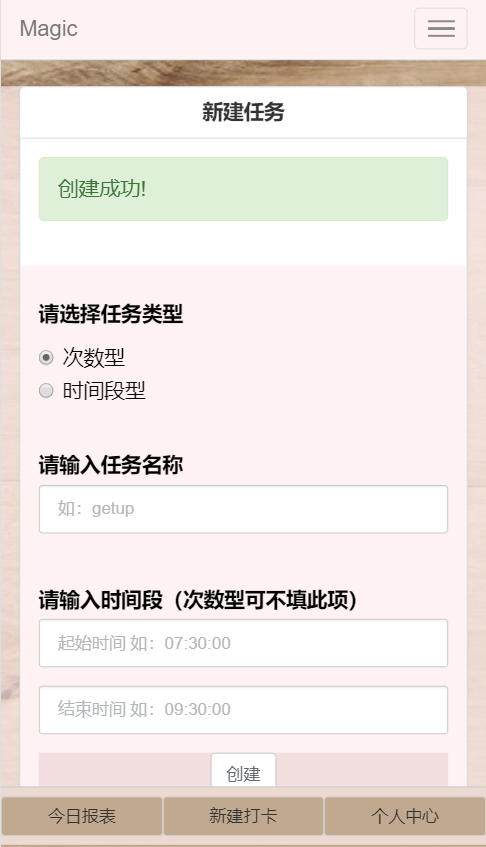 Magic
新建任务
创建成功!
请选择任务类型
次数型
时间段型
请输入任务名称
如：getup
请输入时间段（次数型可不填此项）
起始时间 如：07:30:00
结束时间 如：09:30:00
创建
今日报表 新建打卡 个人中心